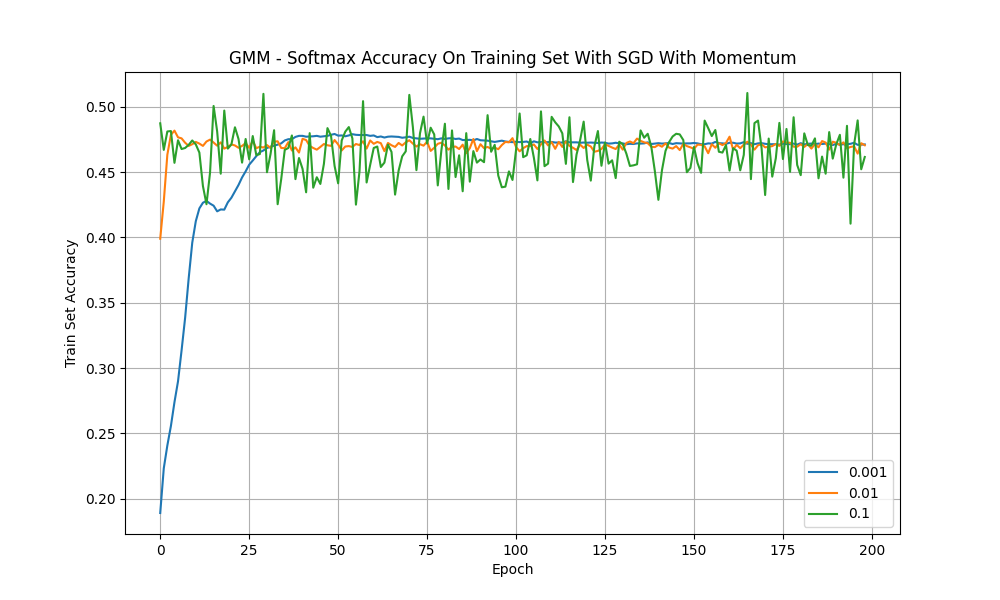 GMM - Softmax Accuracy On Training Set With SGD With Momentum
Train Set Accuracy
0.50
0.45
0.40
0.35
0.30
0.25
0.20
0.001
0.01
0.1
0 25 50 75 100 125 150 175 200
Epoch